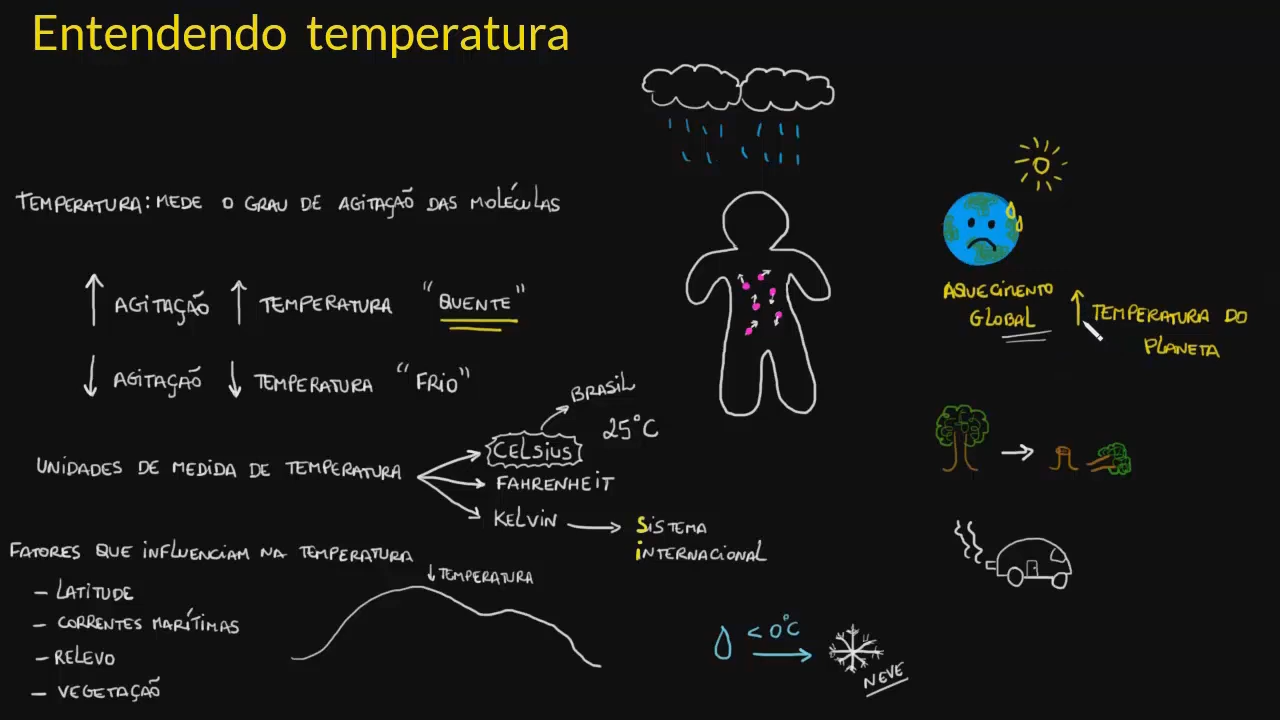 Entendendo temperatura
TEMPERATURA: MEDE O GRAU DE AGITAÇÃO DAS MOLÉCULAS
↑ AGITAÇÃO ↑ TEMPERATURA "QUENTE"
↓ AGITAÇÃO ↓ TEMPERATURA "FRIO"
UNIDADES DE MEDIDA DE TEMPERATURA
BRASIL
25°C
CELSIUS
FAHRENHEIT
KELVIN → SISTEMA
INTERNACIONAL
FATORES QUE INFLUENCIAM NA TEMPERATURA
- LATITUDE
- CORRENTES MARÍTIMAS
- RELEVO
- VEGETAÇÃO
↓ TEMPERATURA
< 0°C
NEVE
AQUECIMENTO
GLOBAL
↑ TEMPERATURA DO
PLANETA